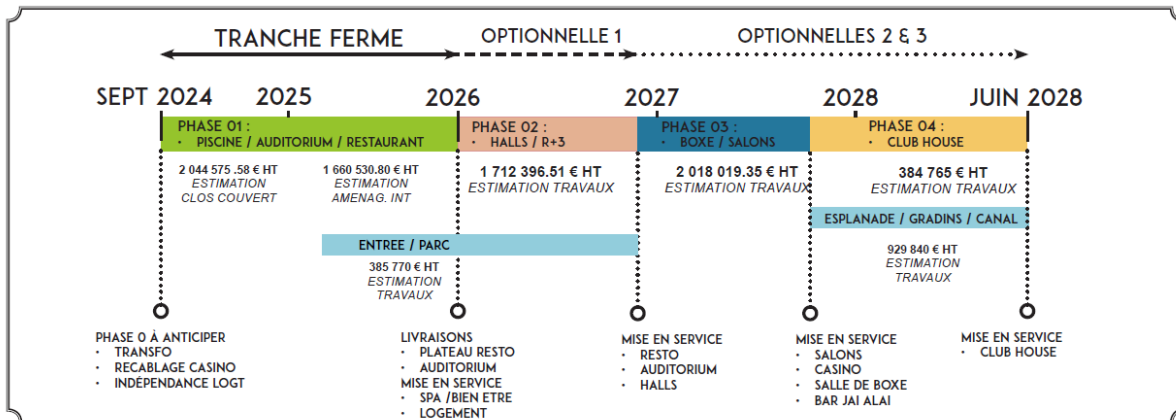 TRANCHE FERME
OPTIONNELLE 1
OPTIONNELLES 2 & 3
SEPT 2024
2025
2026
2027
2028
JUIN 2028
PHASE 01 :
• PISCINE / AUDITORIUM / RESTAURANT
PHASE 02 :
• HALLS / R+3
PHASE 03 :
• BOXE / SALONS
PHASE 04 :
• CLUB HOUSE
2 044 575 .58 € HT
ESTIMATION
CLOS COUVERT
1 660 530.80 € HT
ESTIMATION
AMENAG. INT
1 712 396.51 € HT
ESTIMATION TRAVAUX
2 018 019.35 € HT
ESTIMATION TRAVAUX
384 765 € HT
ESTIMATION TRAVAUX
ESPLANADE / GRADINS / CANAL
929 840 € HT
ESTIMATION
TRAVAUX
ENTREE / PARC
385 770 € HT
ESTIMATION
TRAVAUX
PHASE 0 À ANTICIPER
• TRANSFO
• RECABLAGE CASINO
• INDÉPENDANCE LOGT
LIVRAISONS
• PLATEAU RESTO
• AUDITORIUM
MISE EN SERVICE
• SPA /BIEN ETRE
• LOGEMENT
MISE EN SERVICE
• RESTO
• AUDITORIUM
• HALLS
MISE EN SERVICE
• SALONS
• CASINO
• SALLE DE BOXE
• BAR JAI ALAI
MISE EN SERVICE
• CLUB HOUSE